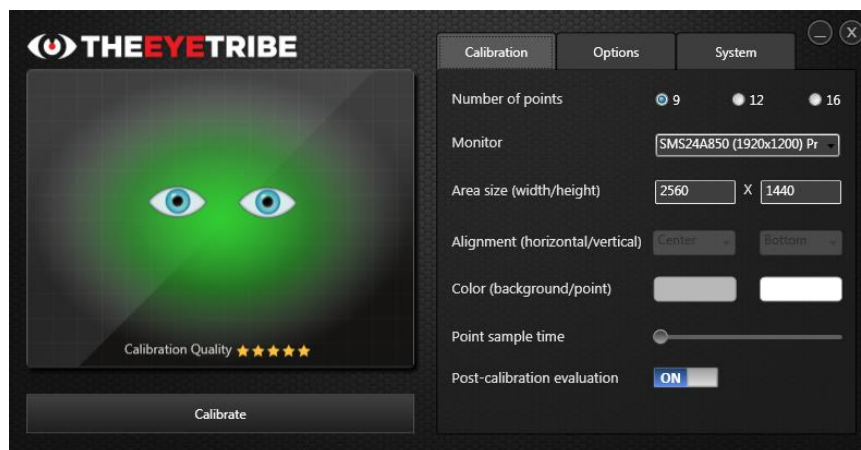 THEEYETRIBE
Calibration Options System
X
Number of points 9 12 16
Monitor SMS24A850 (1920x1200) Pr
Area size (width/height) 2560 X 1440
Alignment (horizontal/vertical) Center Bottom
Color (background/point)
Point sample time
Calibration Quality
Post-calibration evaluation ON
Calibrate